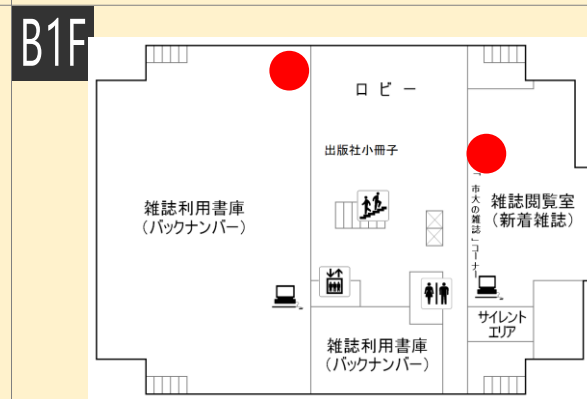 B1F
ロビー
出版社小冊子
雑誌利用書庫
(バックナンバー)
「市大の雑誌」コーナー
雑誌閲覧室
(新着雑誌)
サイレント
エリア
雑誌利用書庫
(バックナンバー)